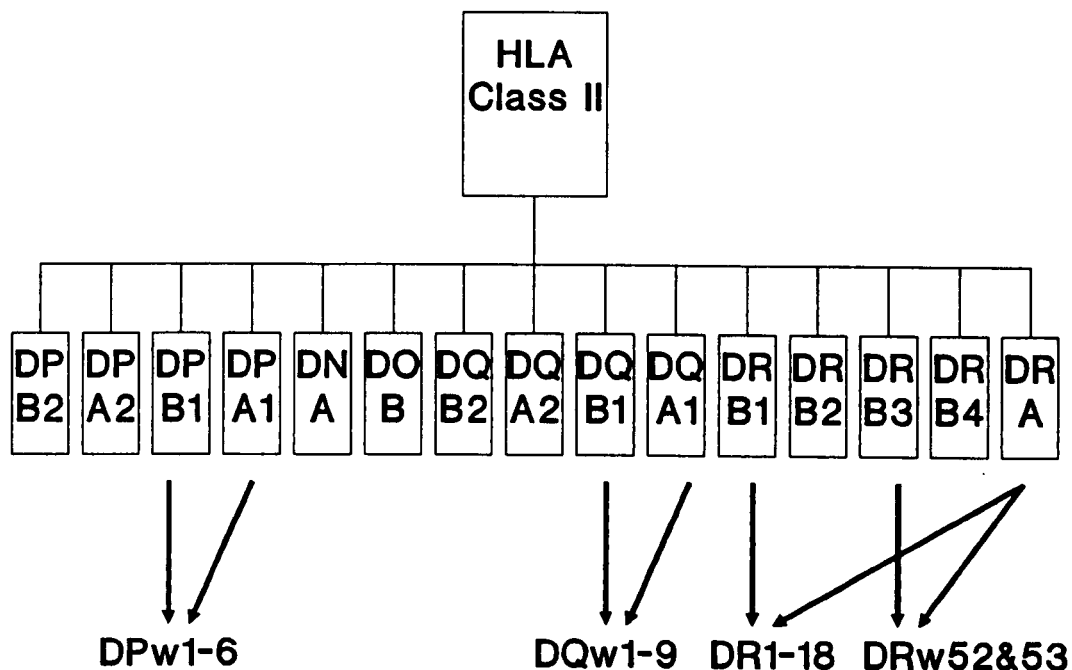 HLA
Class II
DP DP DP DP DN DO DQ DQ DQ DQ DR DR DR DR DR
B2 A2 B1 A1 A B B2 A2 B1 A1 B1 B2 B3 B4 A
DPw1-6 DQw1-9 DR1-18 DRw52&53